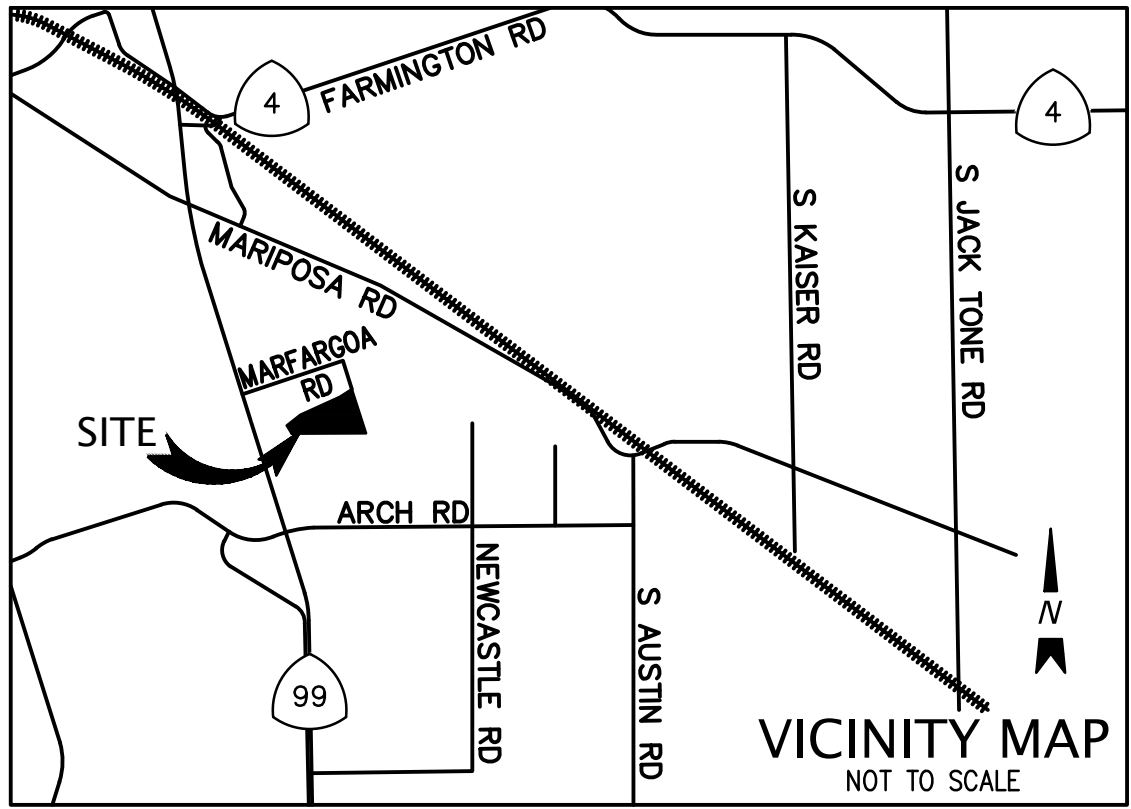 FARMINGTON RD
4
4
S JACK TONE RD
S KAISER RD
MARIPOSA RD
MARFARGOA
RD
SITE
ARCH RD
NEWCASTLE RD
S AUSTIN RD
N
99
VICINITY MAP
NOT TO SCALE